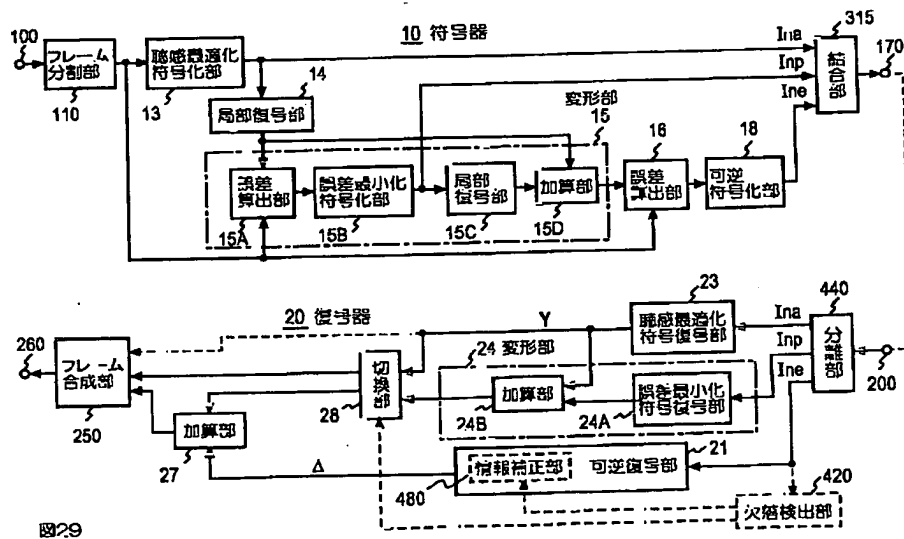 10 符号器
100
フレーム
分割部
110
聴感最適化
符号化部
13
14
局部復号部
Ina
Inp
Ine
315
結合部
170
変形部
15
誤差
算出部
15A
誤差最小化
符号化部
15B
局部
復号部
15C
加算部
15D
16
誤差
算出部
18
可逆
符号化部
20 復号器
260
フレーム
合成部
250
加算部
27
切換部
28
Y
24 変形部
加算部
24B
誤差最小化
符号復号部
24A
23
聴感最適化
符号復号部
Ina
Inp
Ine
440
分離部
200
Δ
480
情報補正部
可逆復号部
21
420
欠落検出部
図29